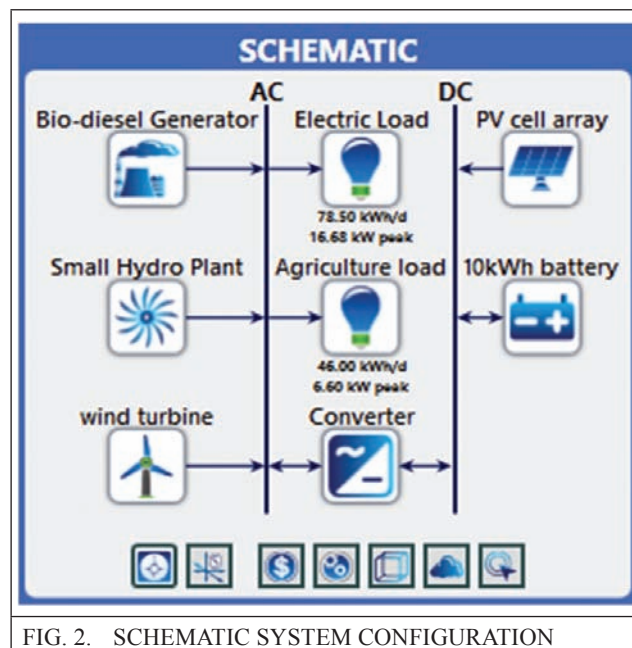 SCHEMATIC
AC DC
Bio-diesel Generator Electric Load PV cell array
78.50 kWh/d
16.68 kW peak
Small Hydro Plant Agriculture load 10kWh battery
46.00 kWh/d
6.60 kW peak
wind turbine Converter
FIG. 2. SCHEMATIC SYSTEM CONFIGURATION